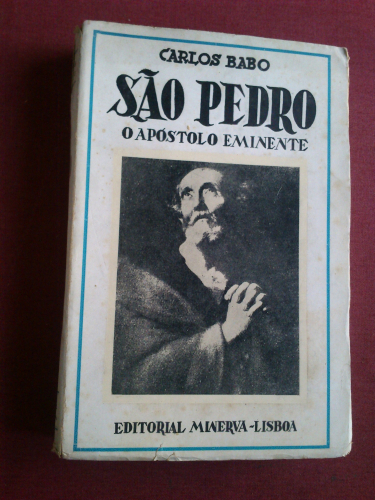 CARLOS BABO
SÃO PEDRO
O APÓSTOLO EMINENTE
EDITORIAL MINERVA-LISBOA